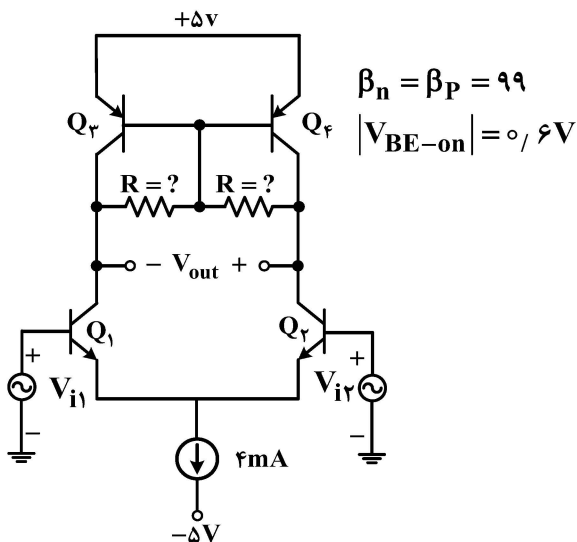 +۵v
βn = βP = ۹۹
|VBE−on| = ۰/۶V
Q۳
Q۴
R = ?
R = ?
− Vout +
Q۱
Q۲
+
+
Vi۱
Vi۲
−
−
۴mA
−۵V